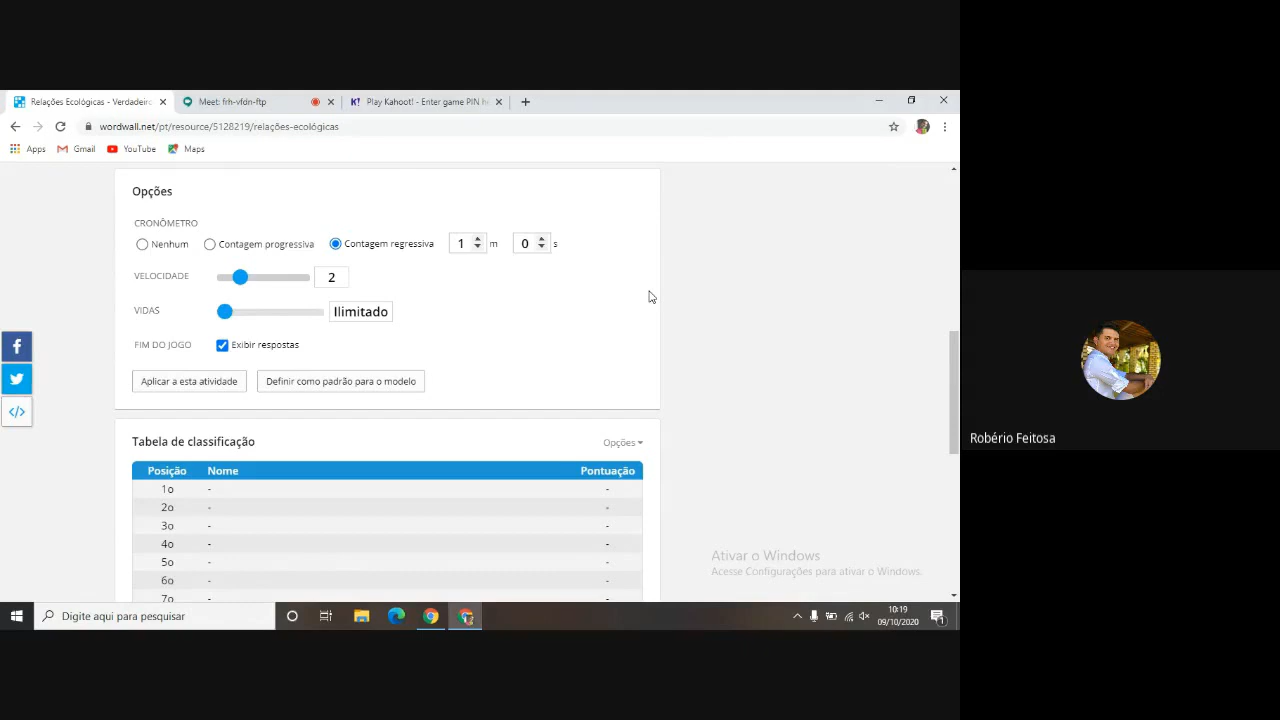 Relações Ecológicas - Verdadeiro
Meet: frh-vfdn-ftp
K! Play Kahoot! - Enter game PIN h
wordwall.net/pt/resource/5128219/relações-ecológicas
Apps Gmail YouTube Maps
Opções
CRONÔMETRO
Nenhum Contagem progressiva Contagem regressiva 1 m 0 s
VELOCIDADE 2
VIDAS Ilimitado
FIM DO JOGO Exibir respostas
Aplicar a esta atividade Definir como padrão para o modelo
Tabela de classificação Opções
Posição Nome Pontuação
1o - -
2o - -
3o - -
4o - -
5o - -
6o - -
7o - -
Robério Feitosa
Ativar o Windows
Acesse Configurações para ativar o Windows.
Digite aqui para pesquisar
10:19
09/10/2020
1